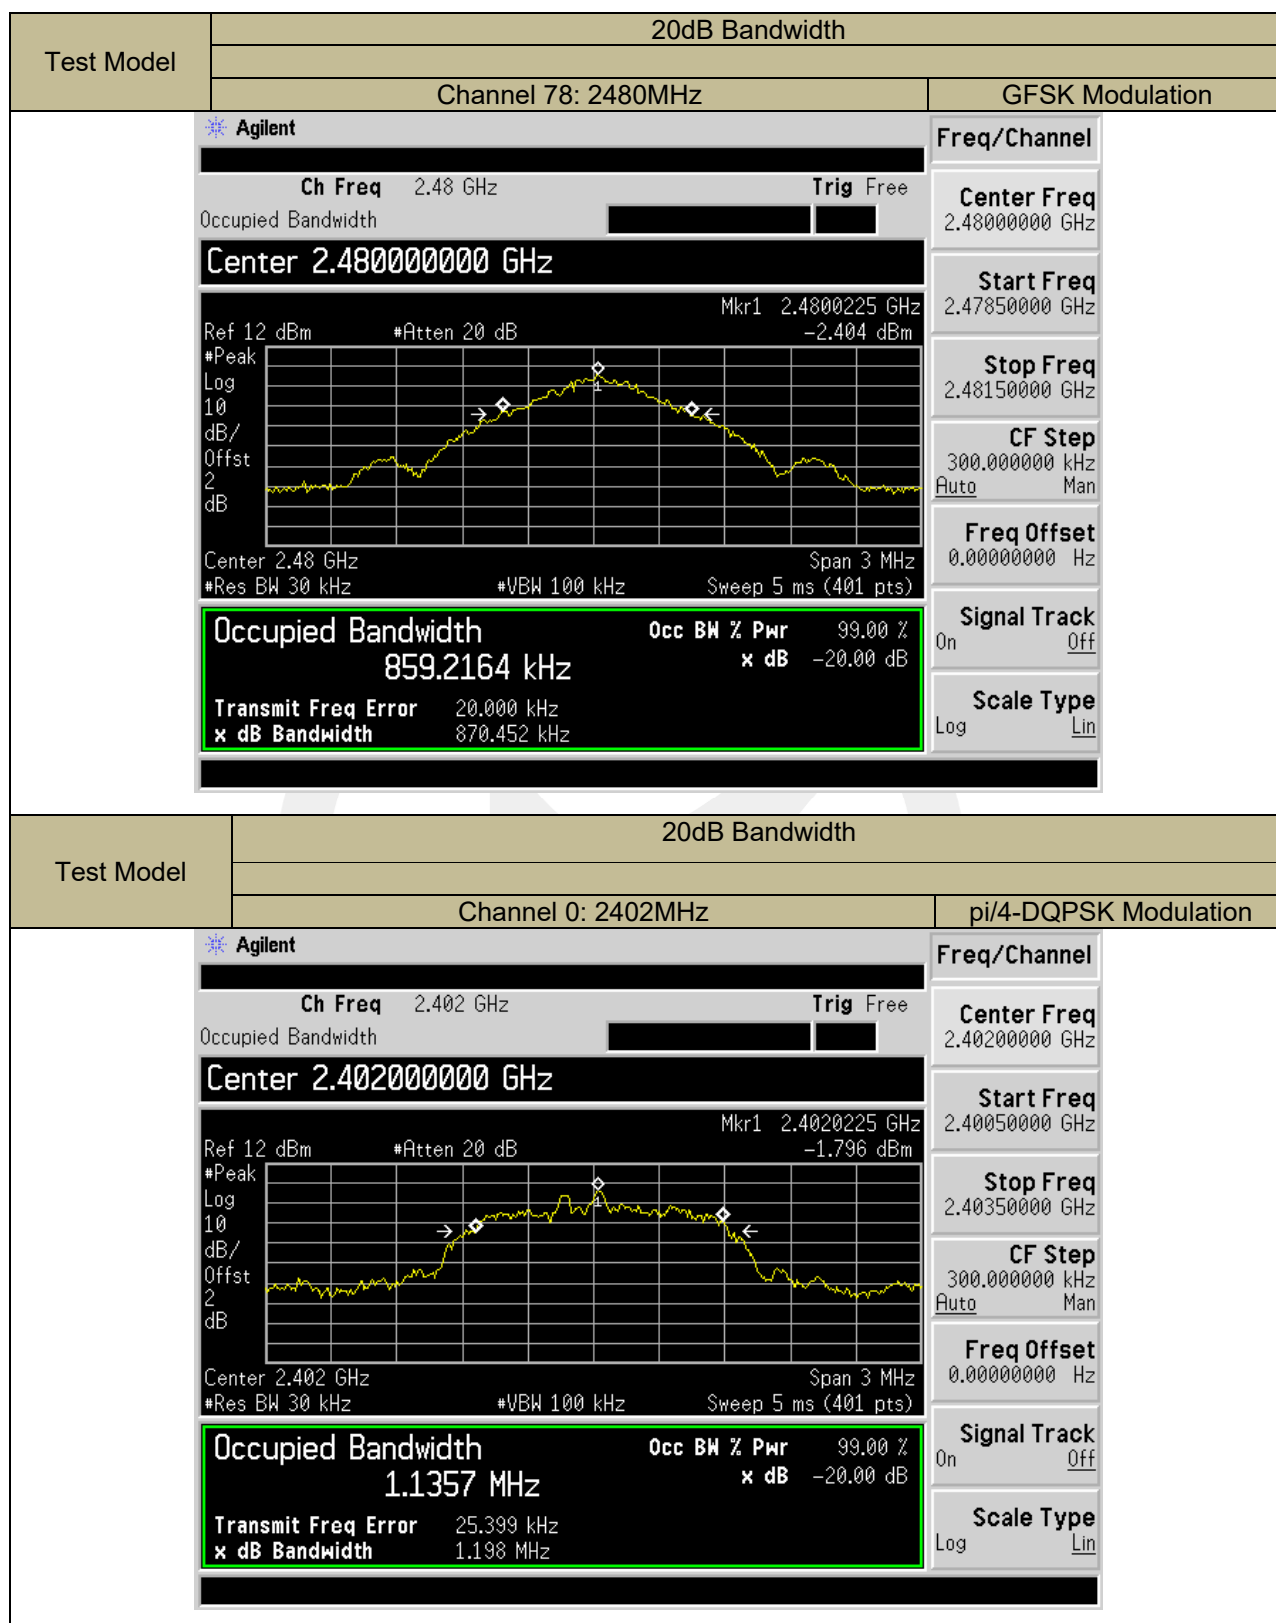 Test Model
20dB Bandwidth
Channel 78: 2480MHz
GFSK Modulation
Agilent
Ch Freq 2.48 GHz Trig Free
Occupied Bandwidth
Center 2.480000000 GHz
Mkr1 2.4800225 GHz
Ref 12 dBm #Atten 20 dB -2.404 dBm
#Peak
Log
10
dB/
Offst
2
dB
1
Center 2.48 GHz Span 3 MHz
#Res BW 30 kHz #VBW 100 kHz Sweep 5 ms (401 pts)
Occupied Bandwidth Occ BW % Pwr 99.00 %
859.2164 kHz x dB -20.00 dB
Transmit Freq Error 20.000 kHz
x dB Bandwidth 870.452 kHz
Freq/Channel
Center Freq
2.48000000 GHz
Start Freq
2.47850000 GHz
Stop Freq
2.48150000 GHz
CF Step
300.000000 kHz
Auto Man
Freq Offset
0.00000000 Hz
Signal Track
On Off
Scale Type
Log Lin
Test Model
20dB Bandwidth
Channel 0: 2402MHz
pi/4-DQPSK Modulation
Agilent
Ch Freq 2.402 GHz Trig Free
Occupied Bandwidth
Center 2.402000000 GHz
Mkr1 2.4020225 GHz
Ref 12 dBm #Atten 20 dB -1.796 dBm
#Peak
Log
10
dB/
Offst
2
dB
1
Center 2.402 GHz Span 3 MHz
#Res BW 30 kHz #VBW 100 kHz Sweep 5 ms (401 pts)
Occupied Bandwidth Occ BW % Pwr 99.00 %
1.1357 MHz x dB -20.00 dB
Transmit Freq Error 25.399 kHz
x dB Bandwidth 1.198 MHz
Freq/Channel
Center Freq
2.40200000 GHz
Start Freq
2.40050000 GHz
Stop Freq
2.40350000 GHz
CF Step
300.000000 kHz
Auto Man
Freq Offset
0.00000000 Hz
Signal Track
On Off
Scale Type
Log Lin